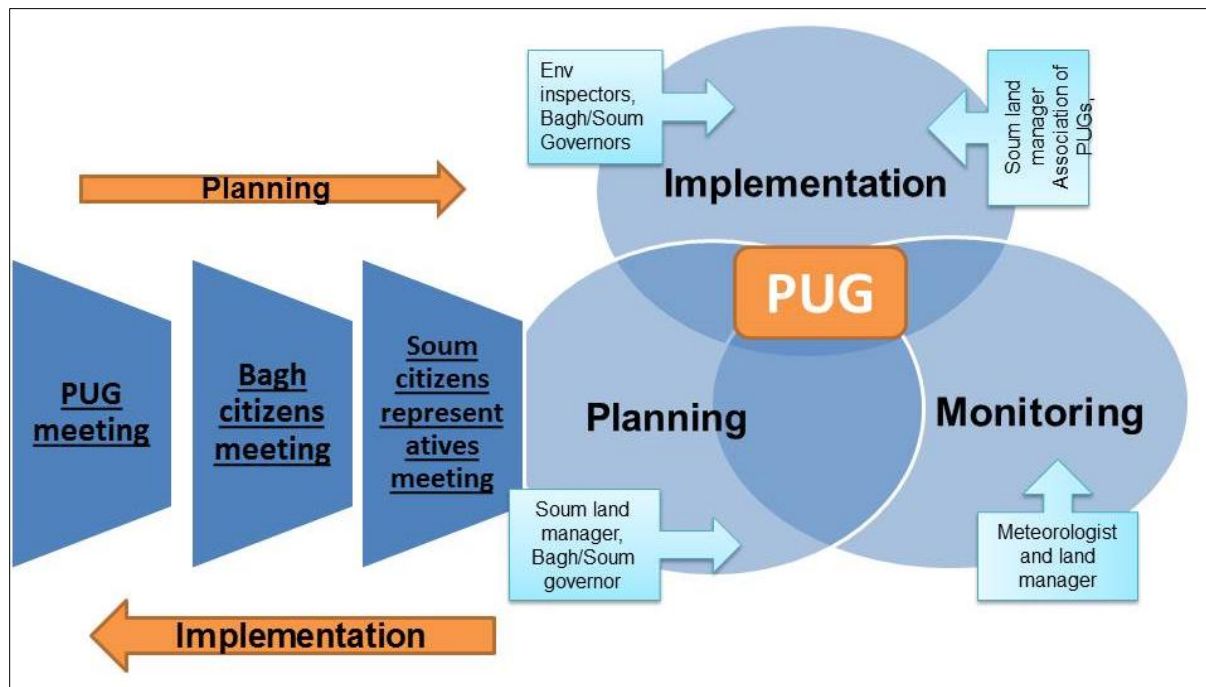 Planning
PUG
meeting
Bagh
citizens
meeting
Soum
citizens
represent
atives
meeting
Implementation
Env
inspectors,
Bagh/Soum
Governors
Soum land
manager
Association of
PUGs,
Implementation
PUG
Planning
Monitoring
Soum land
manager,
Bagh/Soum
governor
Meteorologist
and land
manager